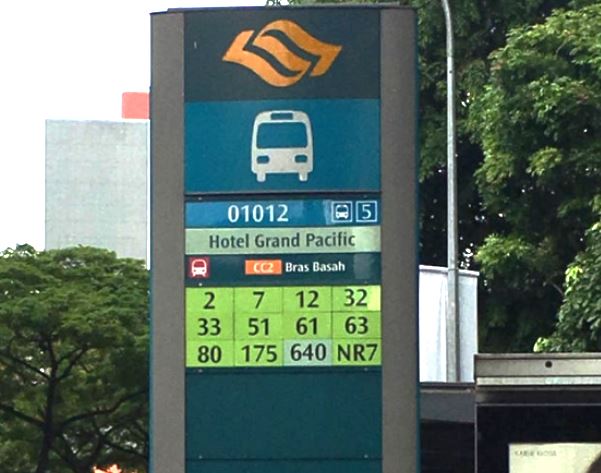 01012 5
Hotel Grand Pacific
CC2 Bras Basah
2 7 12 32
33 51 61 63
80 175 640 NR7